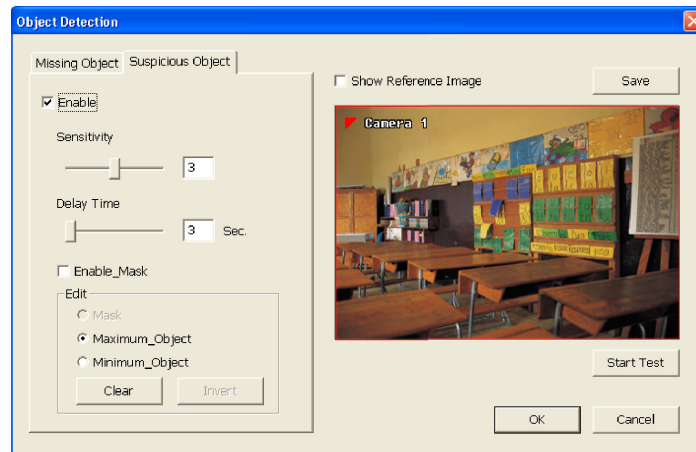 Object Detection
Missing Object
Suspicious Object
Enable
Sensitivity
3
Delay Time
3 Sec.
Enable_Mask
Edit
Mask
Maximum_Object
Minimum_Object
Clear
Invert
Show Reference Image
Save
Camera 1
Start Test
OK
Cancel